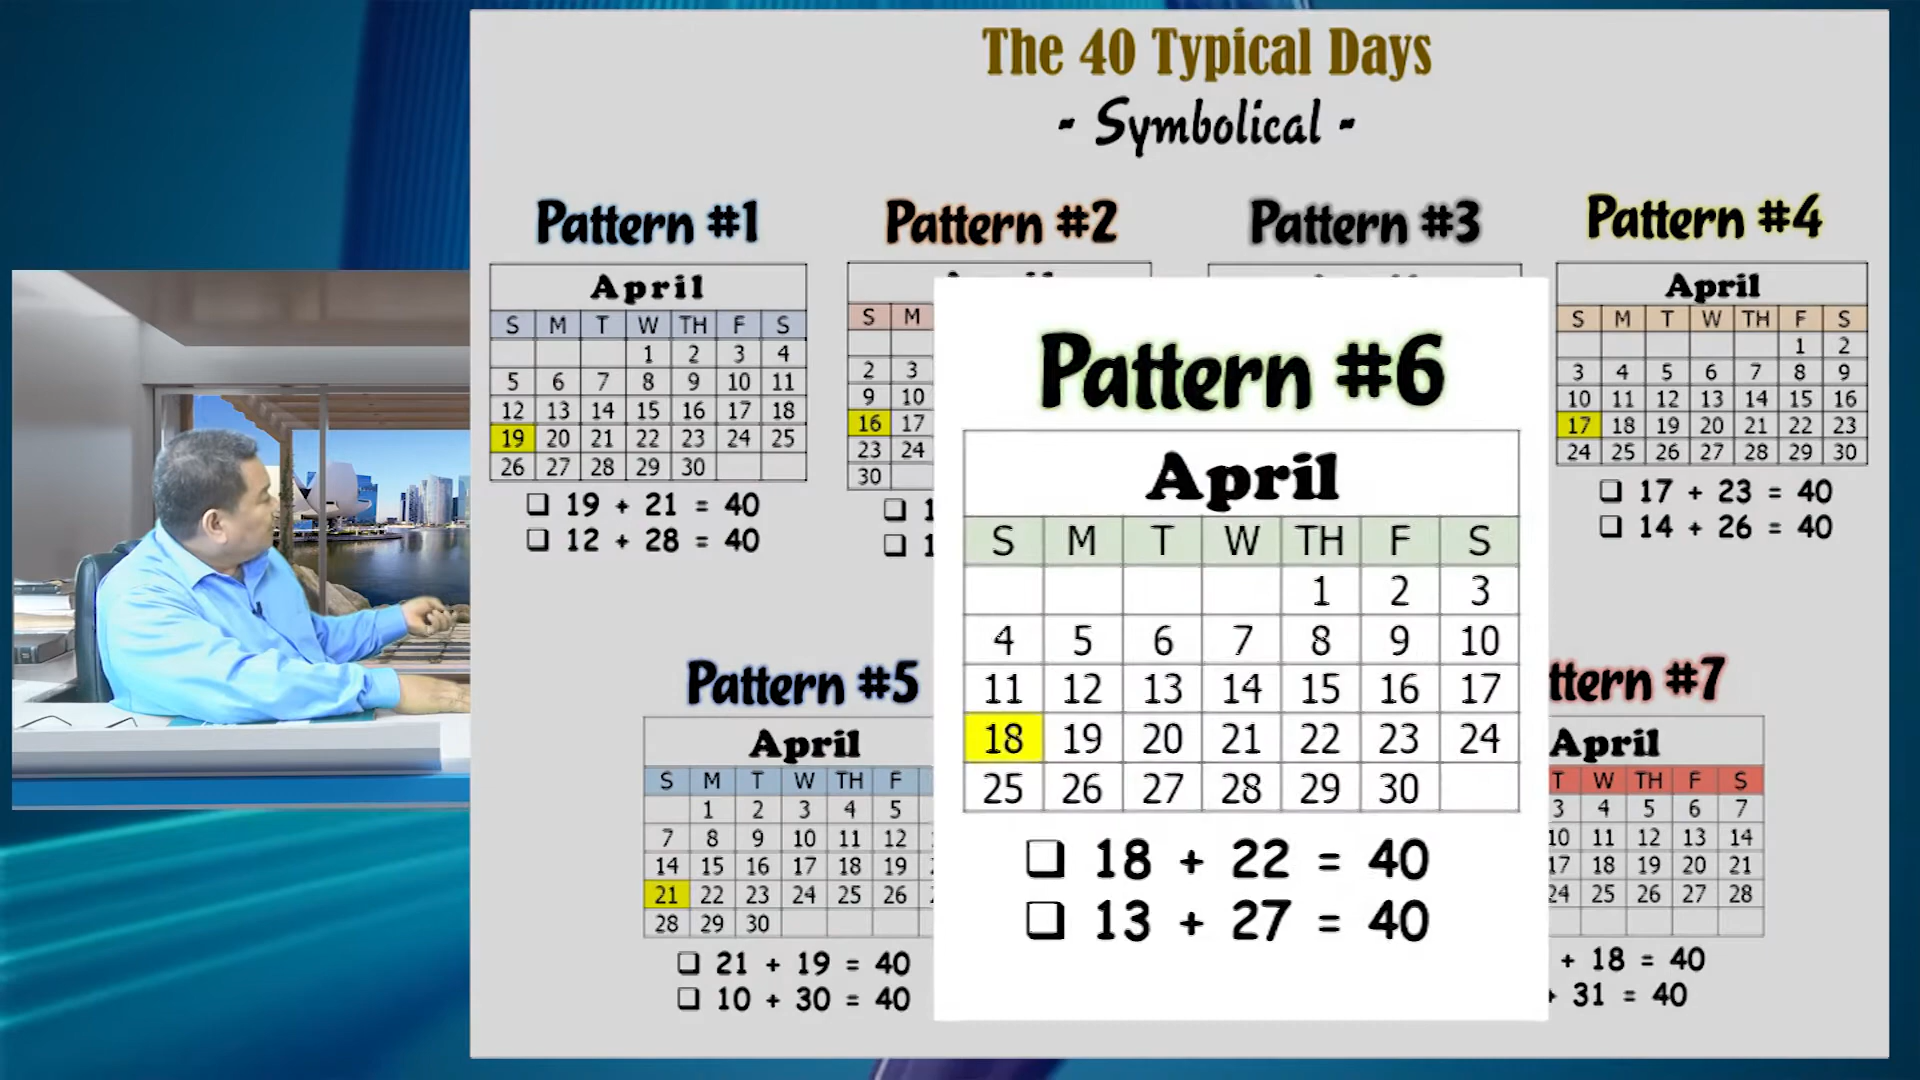 The 40 Typical Days
- Symbolical -
Pattern #1
April
S M T W TH F S
1 2 3 4
5 6 7 8 9 10 11
12 13 14 15 16 17 18
19 20 21 22 23 24 25
26 27 28 29 30
❑ 19 + 21 = 40
❑ 12 + 28 = 40
Pattern #2
S M
2 3
9 10
16 17
23 24
30
Pattern #3
Pattern #4
April
S M T W TH F S
1 2
3 4 5 6 7 8 9
10 11 12 13 14 15 16
17 18 19 20 21 22 23
24 25 26 27 28 29 30
❑ 17 + 23 = 40
❑ 14 + 26 = 40
Pattern #5
April
S M T W TH F
1 2 3 4 5
7 8 9 10 11 12
14 15 16 17 18 19
21 22 23 24 25 26
28 29 30
❑ 21 + 19 = 40
❑ 10 + 30 = 40
Pattern #6
April
S M T W TH F S
1 2 3
4 5 6 7 8 9 10
11 12 13 14 15 16 17
18 19 20 21 22 23 24
25 26 27 28 29 30
❑ 18 + 22 = 40
❑ 13 + 27 = 40
ttern #7
April
T W TH F S
3 4 5 6 7
10 11 12 13 14
17 18 19 20 21
24 25 26 27 28
+ 18 = 40
+ 31 = 40